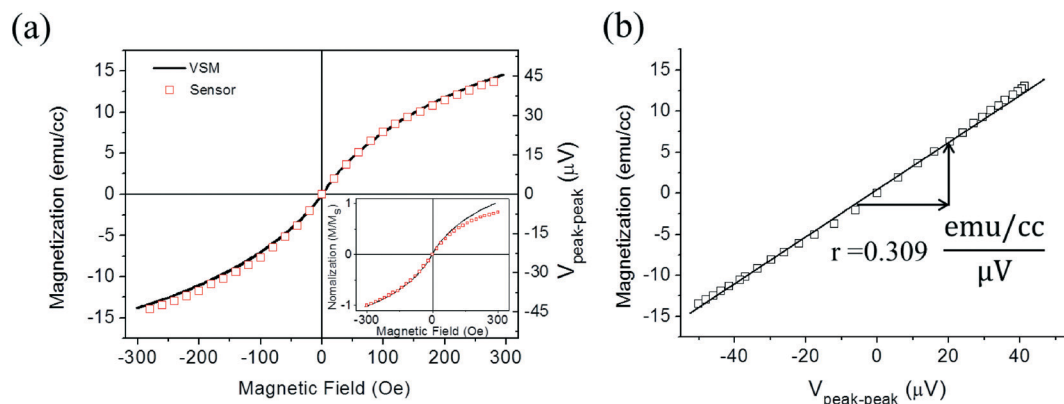 (a)
Magnetization (emu/cc)
15
10
5
0
-5
-10
-15
VSM
Sensor
45
30
15
0
-15
-30
-45
V peak-peak (μV)
-300 -200 -100 0 100 200 300
Magnetic Field (Oe)
Nomalization (M/Ms)
1
0
-1
-300 0 300
Magnetic Field (Oe)
(b)
Magnetization (emu/cc)
15
10
5
0
-5
-10
-15
r = 0.309 emu/cc
μV
-40 -20 0 20 40
V peak-peak (μV)